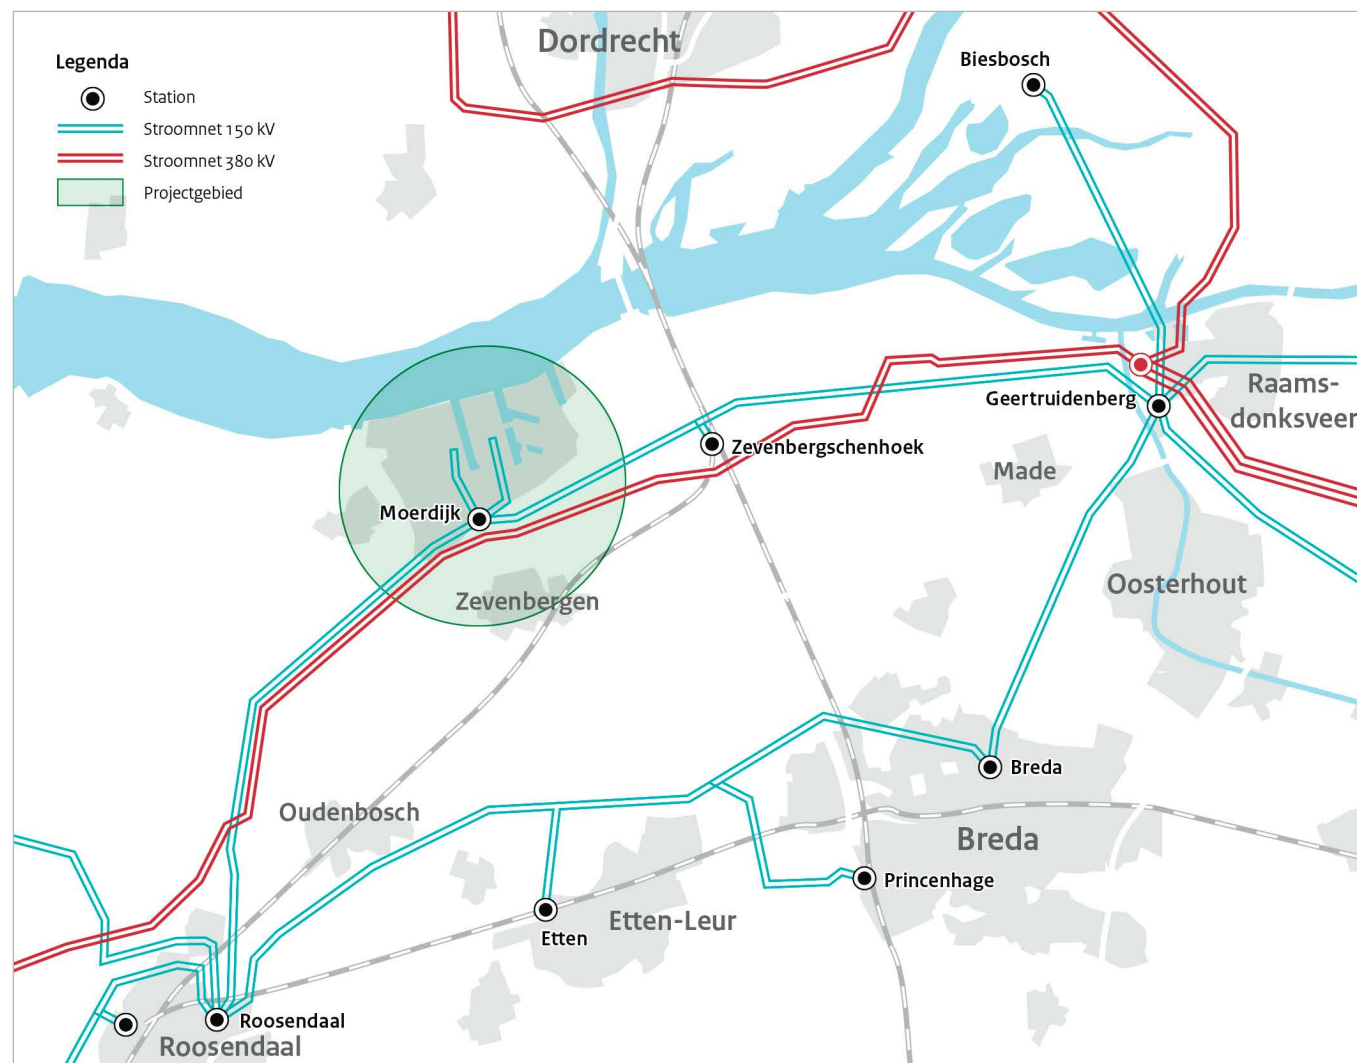 Dordrecht
Biesbosch
Legenda
Station
Stroomnet 150 kV
Stroomnet 380 kV
Projectgebied
Raams-
donksveer
Geertruidenberg
Zevenbergschenhoek
Made
Moerdijk
Oosterhout
Zevenbergen
Breda
Oudenbosch
Breda
Princenhage
Etten-Leur
Etten
Roosendaal
Roosendaal